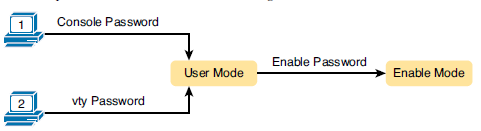 1
Console Password
User Mode
Enable Password
Enable Mode
2
vty Password